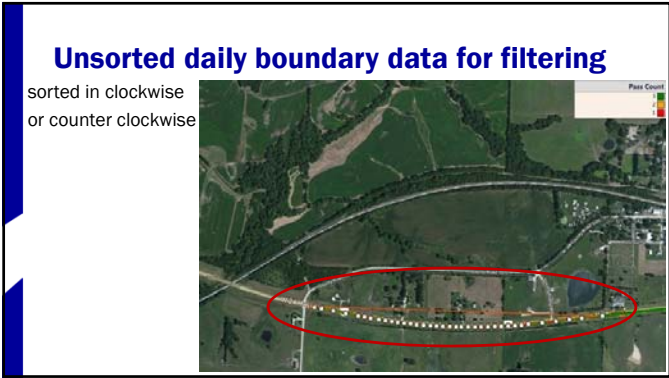 Unsorted daily boundary data for filtering
sorted in clockwise
or counter clockwise
Pass Count